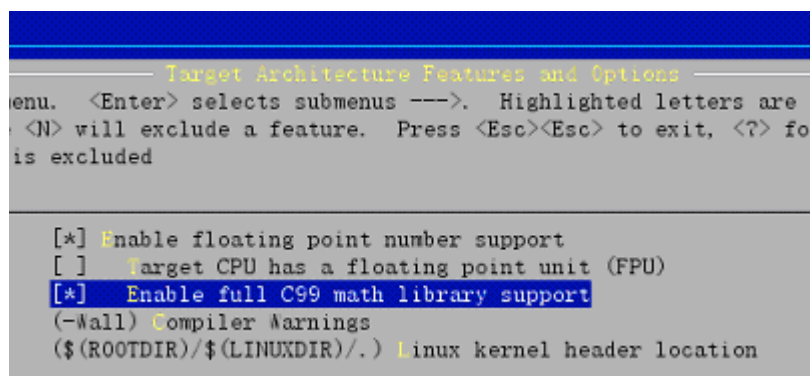 Target Architecture Features and Options
enu. <Enter> selects submenus --->. Highlighted letters are
<N> will exclude a feature. Press <Esc><Esc> to exit, <?> fo
is excluded
[*] Enable floating point number support
[ ] Target CPU has a floating point unit (FPU)
[*] Enable full C99 math library support
(-Wall) Compiler Warnings
($(ROOTDIR)/$(LINUXDIR)/.) Linux kernel header location